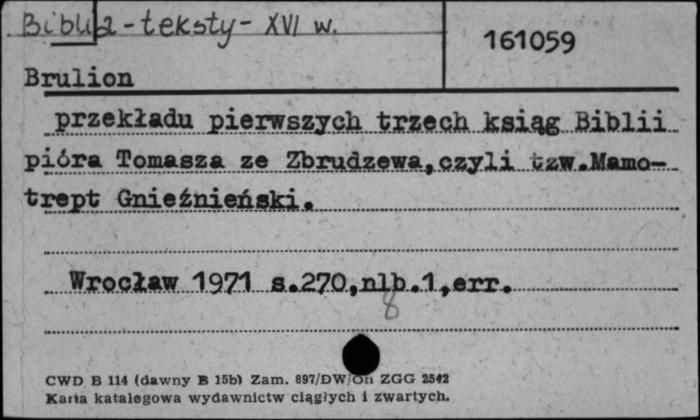 Biblia - teksty - XVI w.
161059
Brulion
przekładu pierwszych trzech ksiąg Biblii
pióra Tomasza ze Zbrudzewa,czyli tzw.Mamo-
trept Gnieźnieński.
Wrocław 1971 s.270,nlb.1,err.
8
CWD B 114 (dawny B 15b) Zam. 897/DW/On ZGG 2542
Karta katalogowa wydawnictw ciągłych i zwartych.